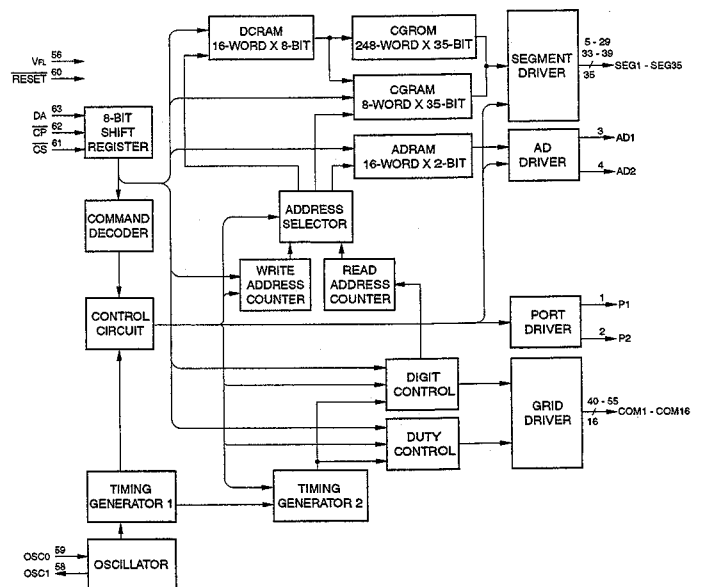 DCRAM
16-WORD X 8-BIT
CGROM
248-WORD X 35-BIT
SEGMENT
DRIVER
5 - 29
33 - 39
35
SEG1 - SEG35
VFL 56
RESET 60
DA 63
CP 62
CS 61
8-BIT
SHIFT
REGISTER
CGRAM
8-WORD X 35-BIT
ADRAM
16-WORD X 2-BIT
AD
DRIVER
3 AD1
4 AD2
COMMAND
DECODER
ADDRESS
SELECTOR
WRITE
ADDRESS
COUNTER
READ
ADDRESS
COUNTER
CONTROL
CIRCUIT
PORT
DRIVER
1 P1
2 P2
DIGIT
CONTROL
GRID
DRIVER
40 - 55
16
COM1 - COM16
DUTY
CONTROL
TIMING
GENERATOR 1
TIMING
GENERATOR 2
OSC0 59
OSC1 58
OSCILLATOR